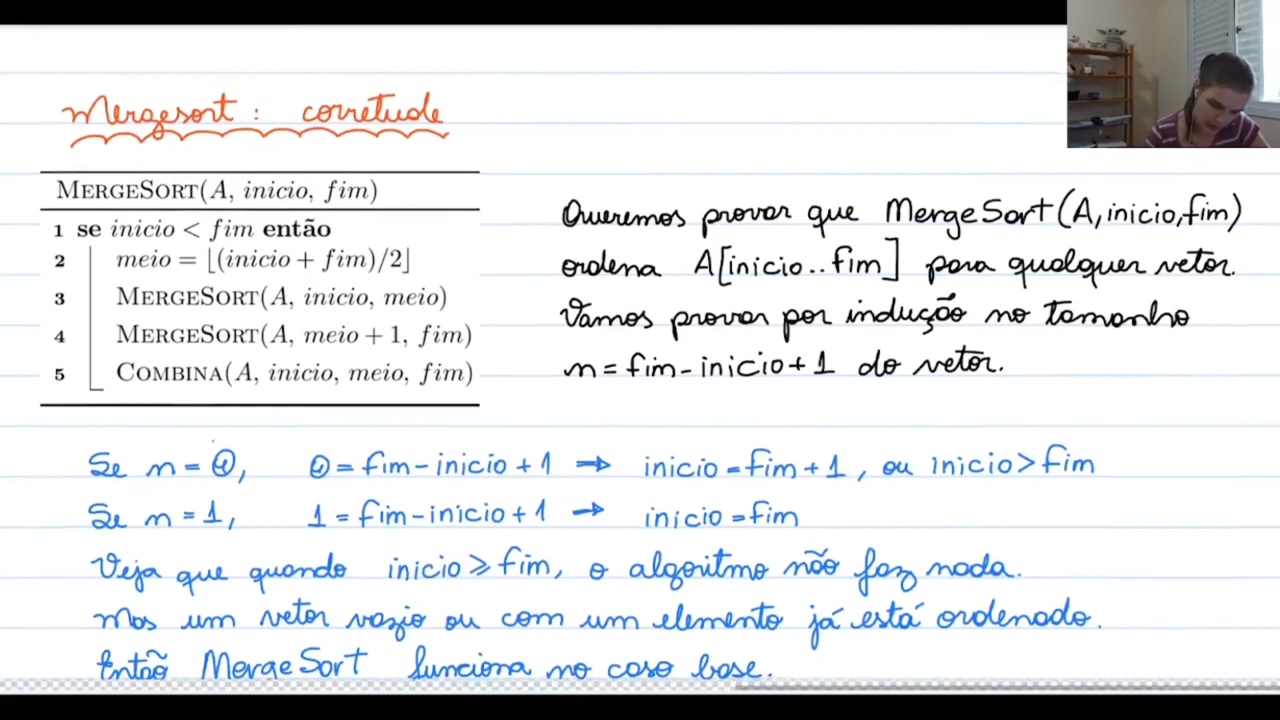 Mergesort: corretude
MERGESORT(A, inicio, fim)
1 se inicio < fim então
2 meio = ⌊(inicio + fim)/2⌋
3 MERGESORT(A, inicio, meio)
4 MERGESORT(A, meio + 1, fim)
5 COMBINA(A, inicio, meio, fim)
Queremos provar que MergeSort(A,inicio,fim)
ordena A[inicio..fim] para qualquer vetor.
Vamos provar por indução no tamanho
n=fim-inicio+1 do vetor.
Se n=0, 0=fim-inicio+1 → inicio=fim+1, ou inicio>fim
Se n=1, 1=fim-inicio+1 → inicio=fim
Veja que quando inicio≥fim, o algoritmo não faz nada.
Mas um vetor vazio ou com um elemento já está ordenado.
Então MergeSort funciona no caso base.